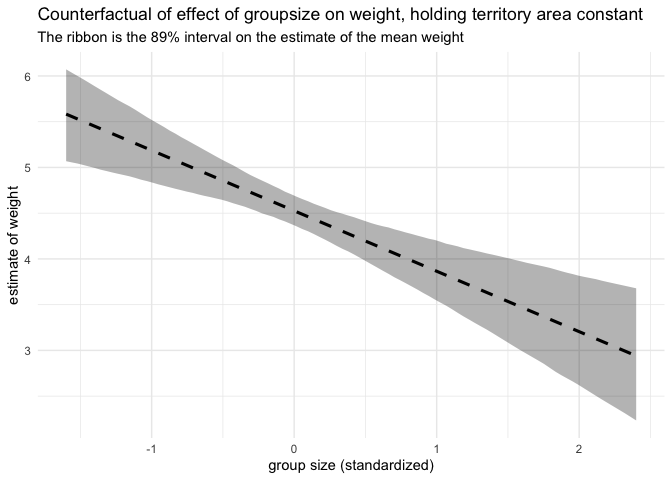 Counterfactual of effect of groupsize on weight, holding territory area constant
The ribbon is the 89% interval on the estimate of the mean weight
6
5
4
3
estimate of weight
-1 0 1 2
group size (standardized)